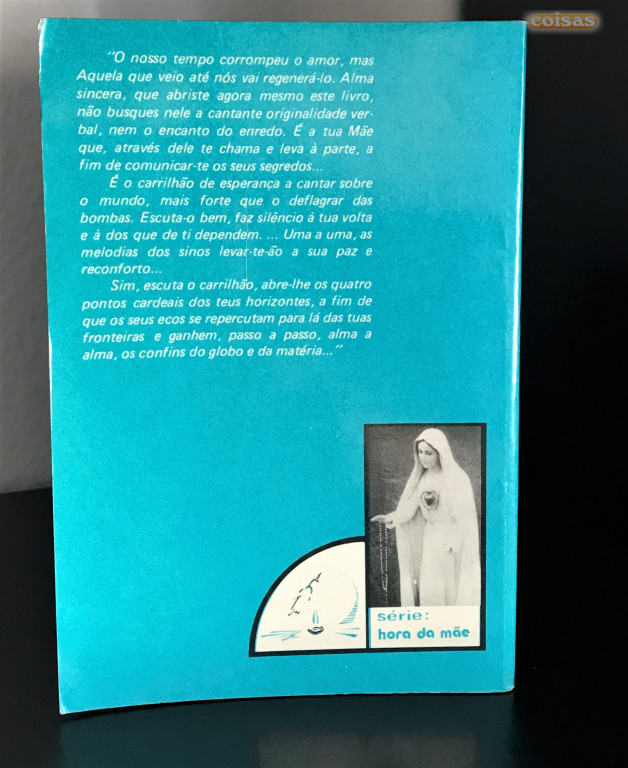 coisas
"O nosso tempo corrompeu o amor, mas
Aquela que veio até nós vai regenerá-lo. Alma
sincera, que abriste agora mesmo este livro,
não busques nele a cantante originalidade ver-
bal, nem o encanto do enredo. É a tua Mãe
que, através dele te chama e leva à parte, a
fim de comunicar-te os seus segredos...
É o carrilhão de esperança a cantar sobre
o mundo, mais forte que o deflagrar das
bombas. Escuta-o bem, faz silêncio à tua volta
e à dos que de ti dependem. ... Uma a uma, as
melodias dos sinos levar-te-ão a sua paz e
reconforto...
Sim, escuta o carrilhão, abre-lhe os quatro
pontos cardeais dos teus horizontes, a fim de
que os seus ecos se repercutam para lá das tuas
fronteiras e ganhem, passo a passo, alma a
alma, os confins do globo e da matéria..."
série:
hora da mãe